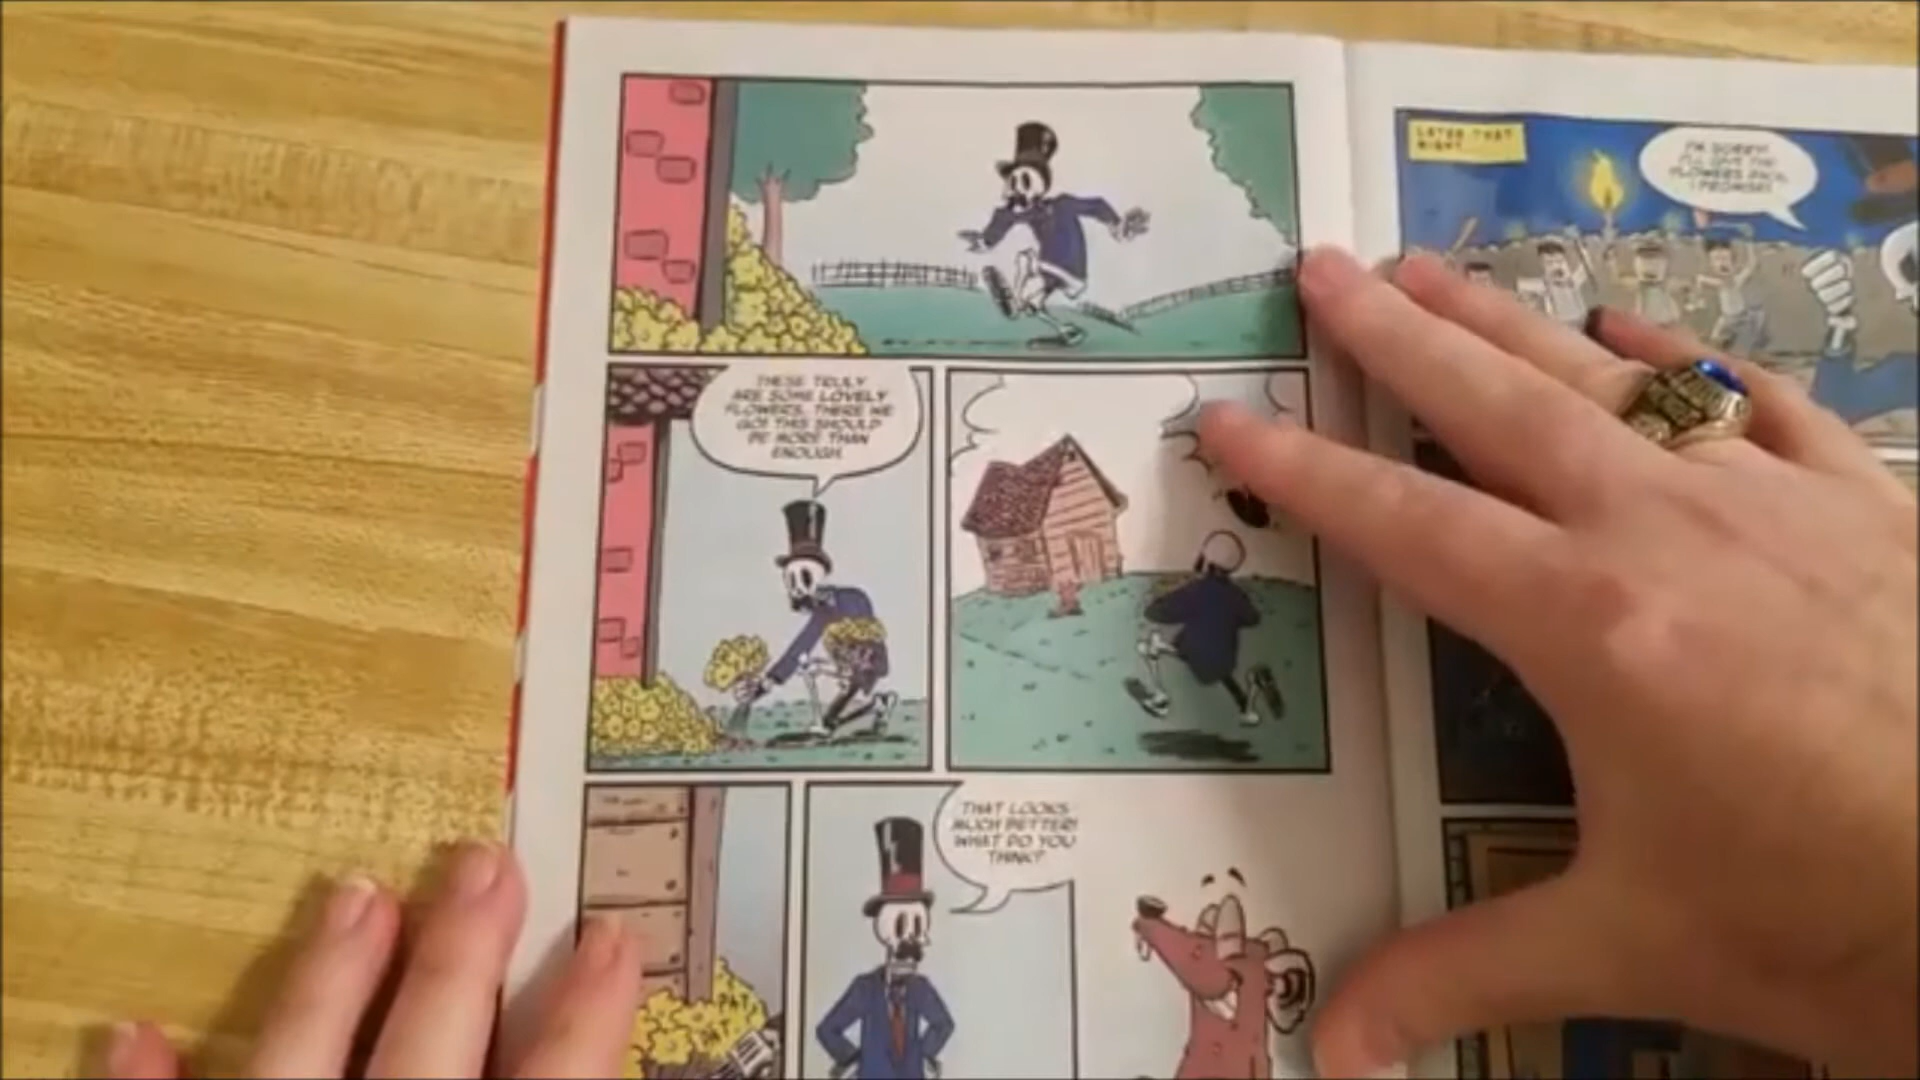 THESE TRULY
ARE SOME LOVELY
FLOWERS. THERE WE
GO! THIS SHOULD
BE MORE THAN
ENOUGH.
PAT
PAT
THAT LOOKS
MUCH BETTER!
WHAT DO YOU
THINK?
LATER THAT
NIGHT
I'M SORRY!
I'LL GIVE THE
FLOWERS BACK,
I PROMISE!